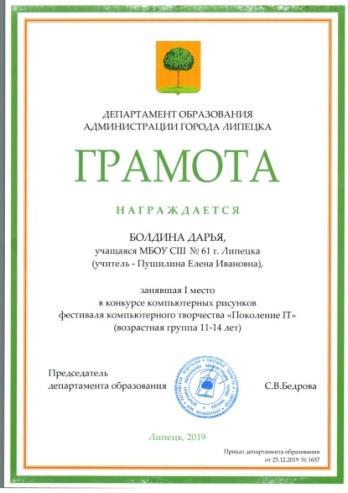 ДЕПАРТАМЕНТ ОБРАЗОВАНИЯ
АДМИНИСТРАЦИИ ГОРОДА ЛИПЕЦКА
ГРАМОТА
НАГРАЖДАЕТСЯ
БОЛДИНА ДАРЬЯ,
учащаяся МБОУ СШ № 61 г. Липецка
(учитель - Пушилина Елена Ивановна),
занявшая I место
в конкурсе компьютерных рисунков
фестиваля компьютерного творчества «Поколение IT»
(возрастная группа 11-14 лет)
Председатель
департамента образования С.В.Бедрова
Липецк, 2019
Приказ департамента образования
от 25.12.2019 № 1657